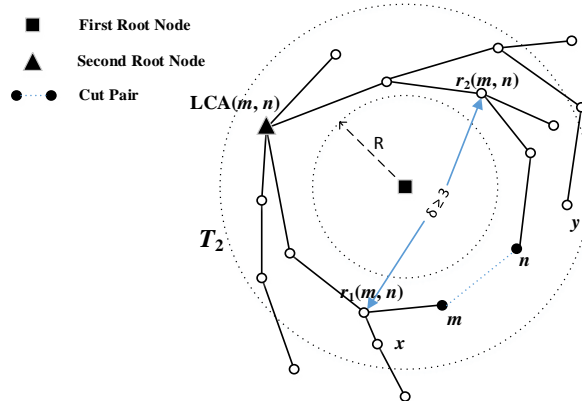 First Root Node
Second Root Node
Cut Pair
LCA(m, n)
r₂(m, n)
R
δ ≥ 3
T₂
y
n
r₁(m, n)
m
x